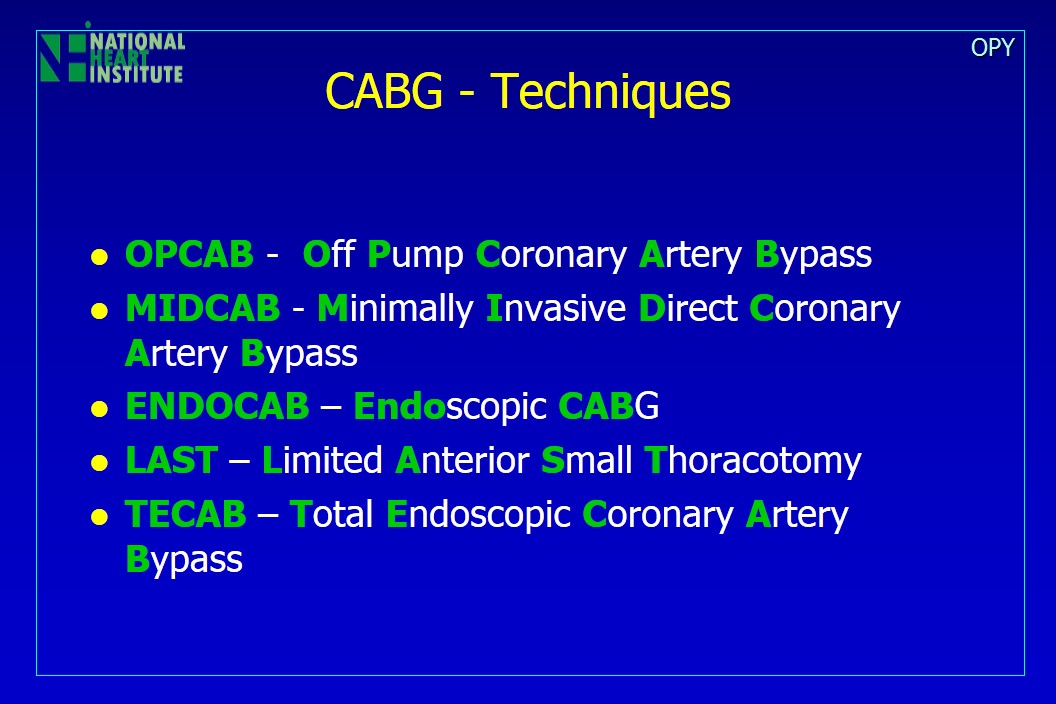 NATIONAL
HEART
INSTITUTE
OPY
CABG - Techniques
OPCAB - Off Pump Coronary Artery Bypass
MIDCAB - Minimally Invasive Direct Coronary
Artery Bypass
ENDOCAB – Endoscopic CABG
LAST – Limited Anterior Small Thoracotomy
TECAB – Total Endoscopic Coronary Artery
Bypass